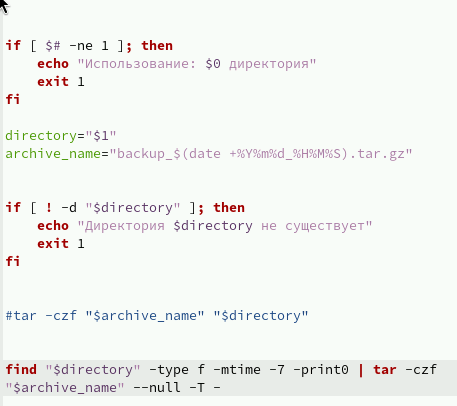 if [ $# -ne 1 ]; then
    echo "Использование: $0 директория"
    exit 1
fi
directory="$1"
archive_name="backup_$(date +%Y%m%d_%H%M%S).tar.gz"
if [ ! -d "$directory" ]; then
    echo "Директория $directory не существует"
    exit 1
fi
#tar -czf "$archive_name" "$directory"
find "$directory" -type f -mtime -7 -print0 | tar -czf
"$archive_name" --null -T -